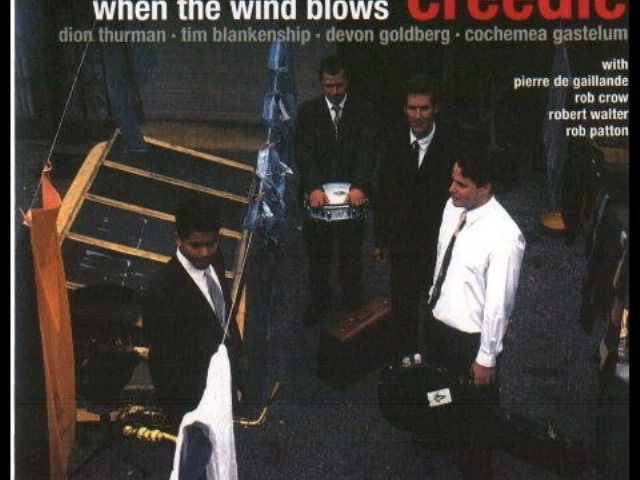 when the wind blows creedle
dion thurman · tim blankenship · devon goldberg · cochemea gastelum
with
pierre de gaillande
rob crow
robert walter
rob patton